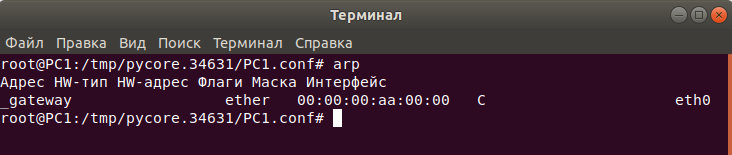 Терминал
Файл Правка Вид Поиск Терминал Справка
root@PC1:/tmp/pycore.34631/PC1.conf# arp
Адрес HW-тип HW-адрес Флаги Маска Интерфейс
_gateway ether 00:00:00:aa:00:00 C eth0
root@PC1:/tmp/pycore.34631/PC1.conf#